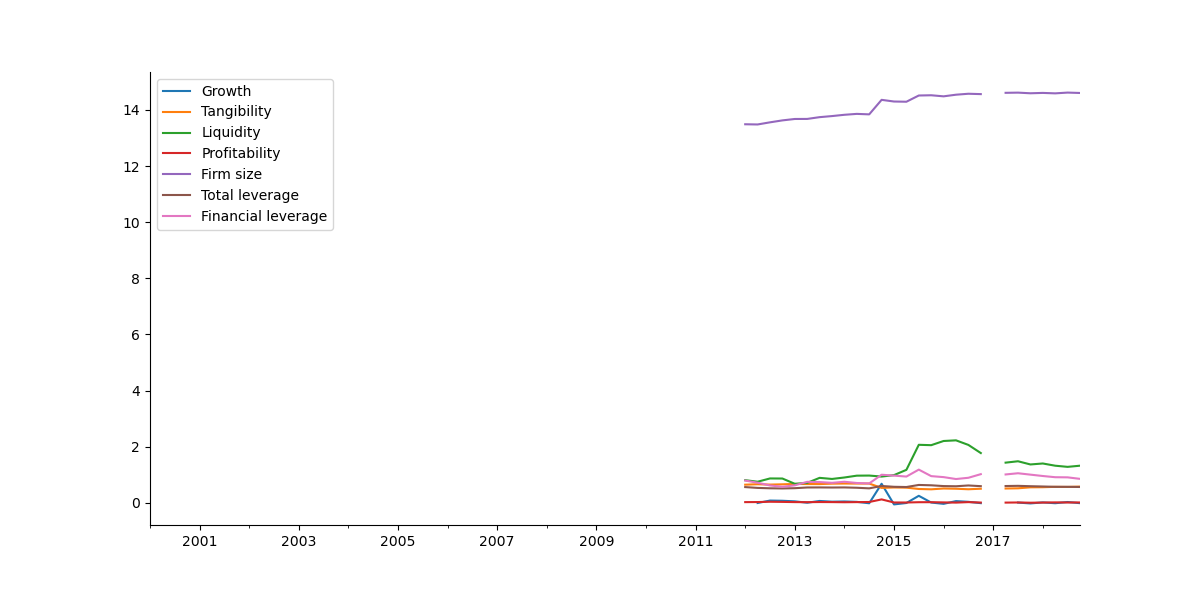 14
12
10
8
6
4
2
0
Growth
Tangibility
Liquidity
Profitability
Firm size
Total leverage
Financial leverage
2001 2003 2005 2007 2009 2011 2013 2015 2017